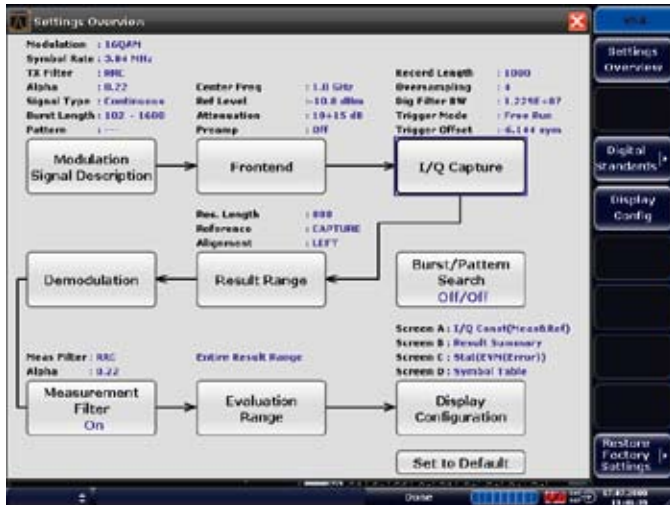 Settings Overview
Modulation : 16QAM
Symbol Rate : 3.84 MHz
TX Filter : RRC
Alpha : 0.22
Signal Type : Continuous
Burst Length : 102 - 1600
Pattern : ---
Center Freq : 1.0 GHz
Ref Level : -10.0 dBm
Attenuation : 10+15 dB
Preamp : Off
Record Length : 1000
Oversampling : 4
Dig Filter BW : 1.229E+07
Trigger Mode : Free Run
Trigger Offset : -6.144 sym
Modulation
Signal Description
Frontend
I/Q Capture
Res. Length : 800
Reference : CAPTURE
Alignment : LEFT
Demodulation
Result Range
Burst/Pattern
Search
Off/Off
Meas Filter : RRC
Alpha : 0.22
Entire Result Range
Screen A : I/Q Const(Meas&Ref)
Screen B : Result Summary
Screen C : Stat(EVM(Error))
Screen D : Symbol Table
Measurement
Filter
On
Evaluation
Range
Display
Configuration
Set to Default
Done
VSA
Settings
Overview
Digital
Standards
Display
Config
Restore
Factory
Settings